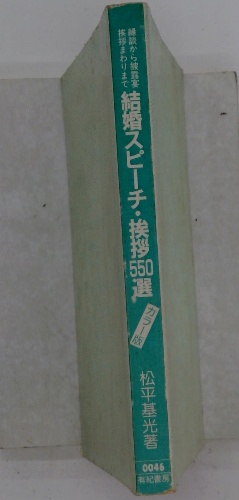 縁談から披露宴
挨拶まわりまで
結婚スピーチ・挨拶550選
カラー版
松平基光著
0046
有紀書房